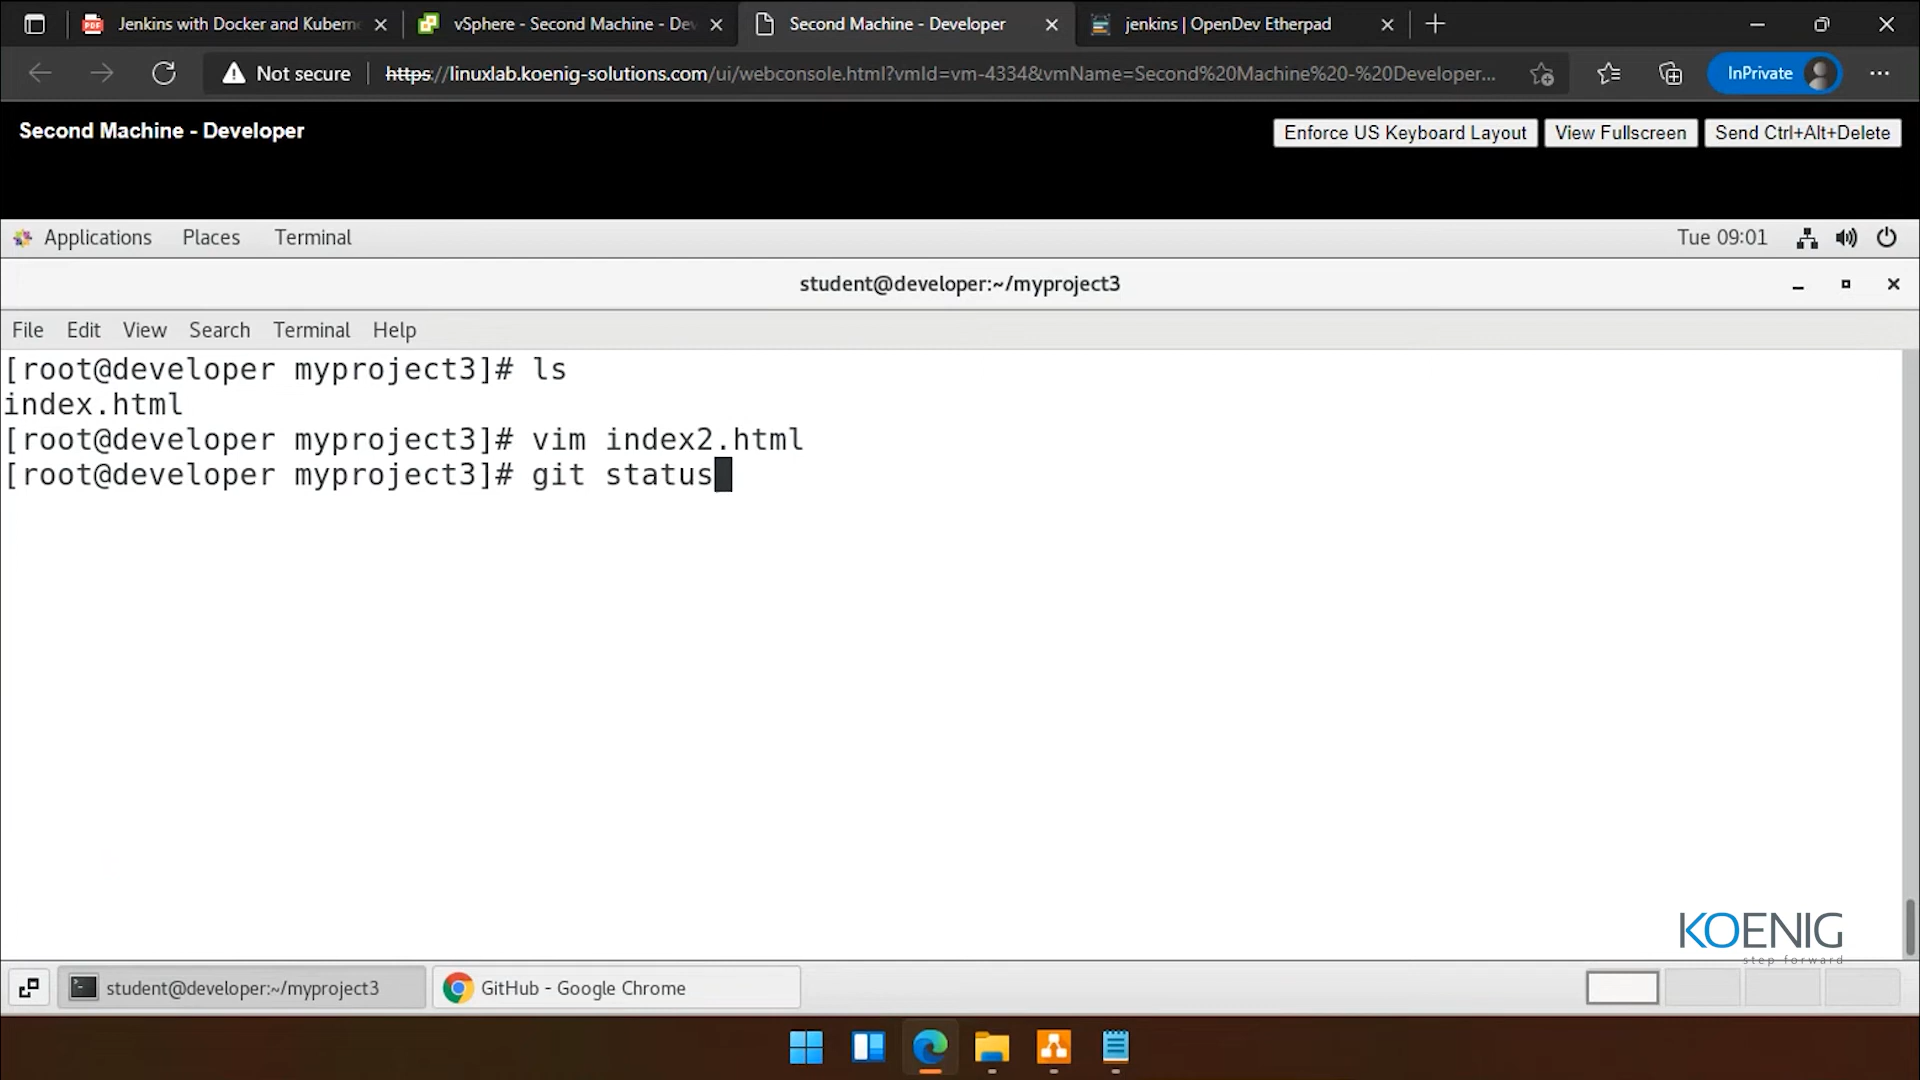 Jenkins with Docker and Kuberne
vSphere - Second Machine - Dev
Second Machine - Developer
jenkins | OpenDev Etherpad
Not secure
https://linuxlab.koenig-solutions.com/ui/webconsole.html?vmId=vm-4334&vmName=Second%20Machine%20-%20Developer...
InPrivate
Second Machine - Developer
Enforce US Keyboard Layout
View Fullscreen
Send Ctrl+Alt+Delete
Applications Places Terminal
Tue 09:01
student@developer:~/myproject3
File Edit View Search Terminal Help
[root@developer myproject3]# ls
index.html
[root@developer myproject3]# vim index2.html
[root@developer myproject3]# git status
KOENIG
step forward
student@developer:~/myproject3
GitHub - Google Chrome